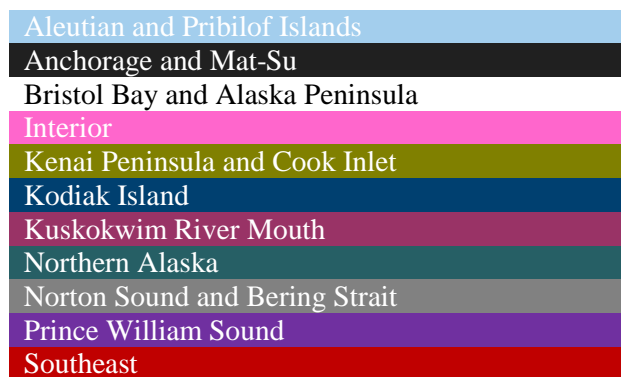 Aleutian and Pribilof Islands
Anchorage and Mat-Su
Bristol Bay and Alaska Peninsula
Interior
Kenai Peninsula and Cook Inlet
Kodiak Island
Kuskokwim River Mouth
Northern Alaska
Norton Sound and Bering Strait
Prince William Sound
Southeast